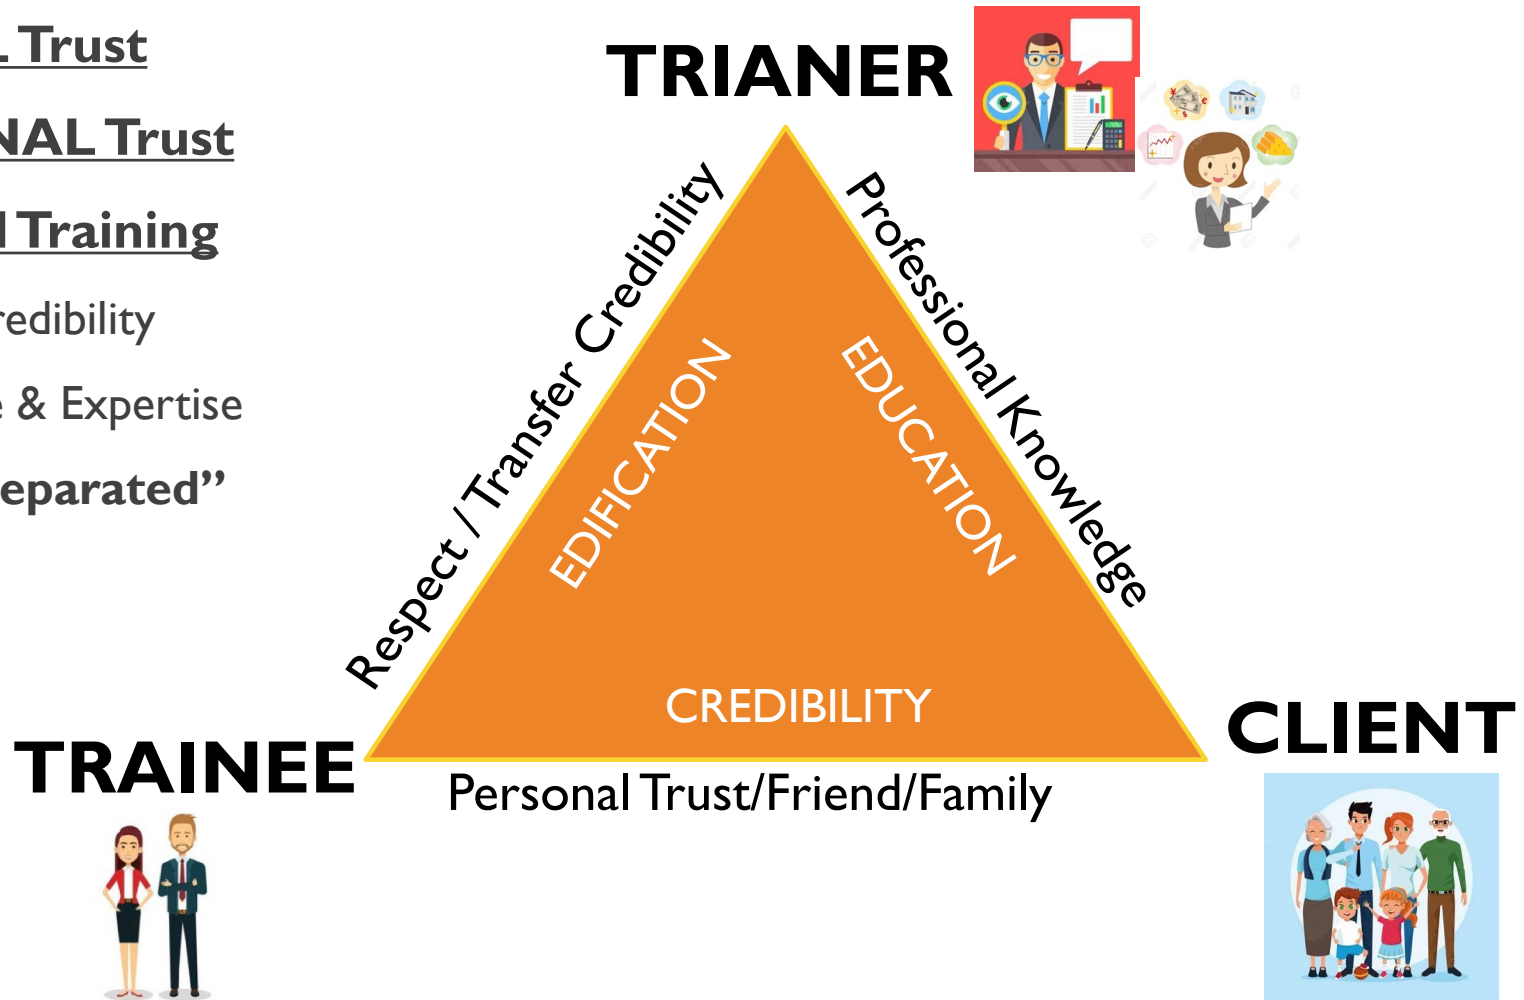 Trust
NAL Trust
Training
redibility
e & Expertise
eparated”
TRIANER
Respect / Transfer Credibility
Professional Knowledge
EDIFICATION
EDUCATION
CREDIBILITY
TRAINEE
CLIENT
Personal Trust/Friend/Family